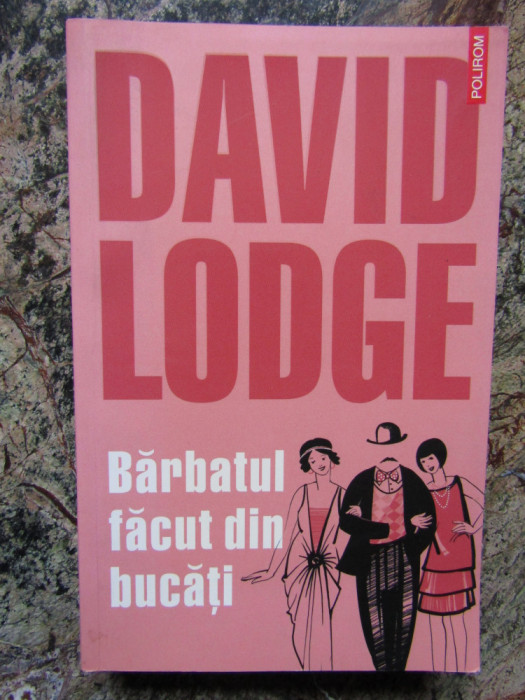 DAVID
POLIROM
LODGE
Bărbatul
făcut din
bucăți